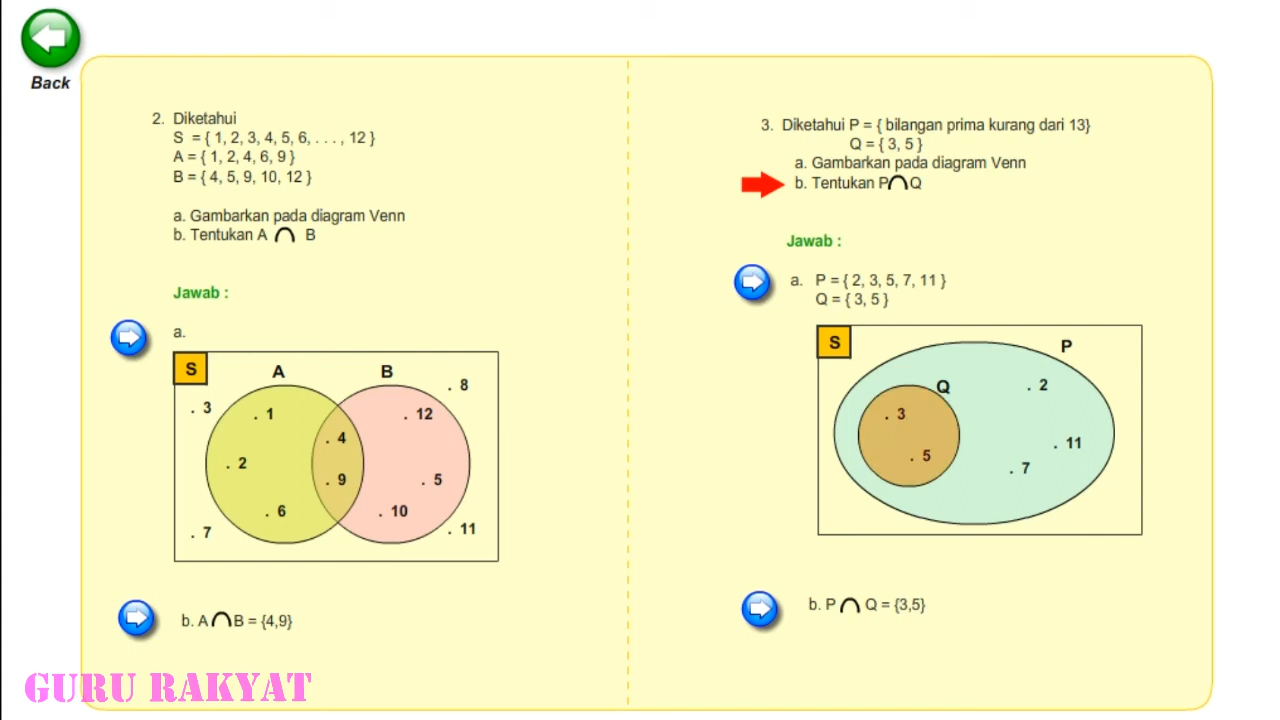 Back
2. Diketahui
S = { 1, 2, 3, 4, 5, 6, . . . , 12 }
A = { 1, 2, 4, 6, 9 }
B = { 4, 5, 9, 10, 12 }
a. Gambarkan pada diagram Venn
b. Tentukan A ∩ B
Jawab :
a.
S
A
B
. 8
. 3
. 1
. 12
. 4
. 2
. 9
. 5
. 6
. 10
. 7
. 11
b. A ∩ B = {4,9}
3. Diketahui P = { bilangan prima kurang dari 13}
Q = { 3, 5 }
a. Gambarkan pada diagram Venn
b. Tentukan P ∩ Q
Jawab :
a. P = { 2, 3, 5, 7, 11 }
Q = { 3, 5 }
S
P
Q
. 2
. 3
. 11
. 5
. 7
b. P ∩ Q = {3,5}
GURU RAKYAT